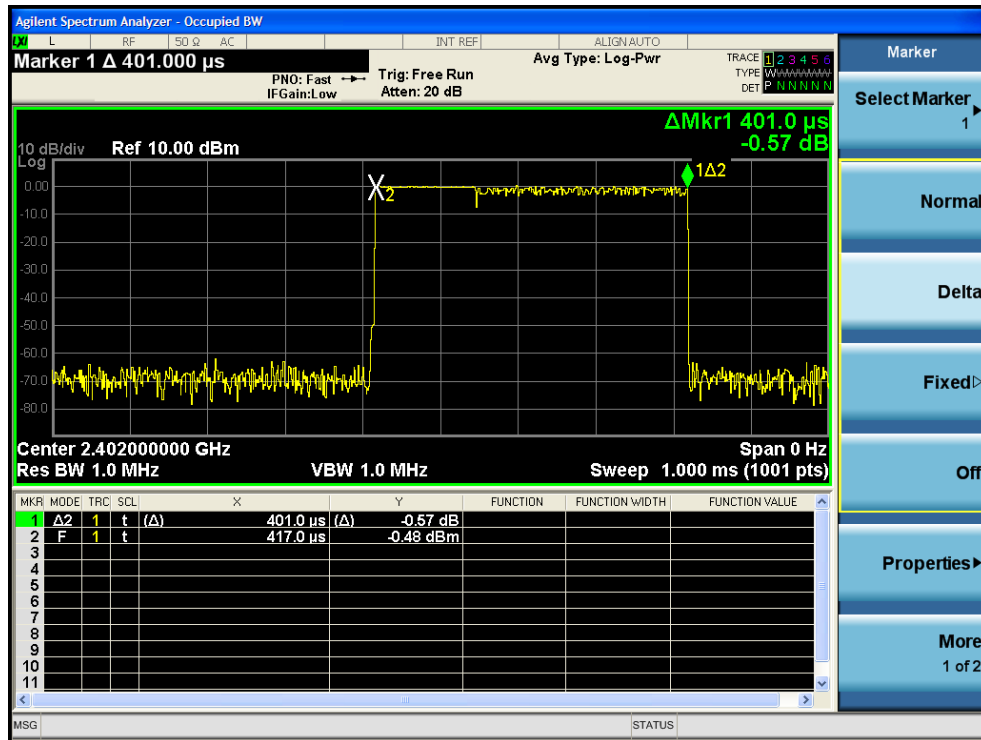 Agilent Spectrum Analyzer - Occupied BW
LXI L RF 50 Ω AC INT REF ALIGN AUTO
Marker 1 Δ 401.000 µs
PNO: Fast
IFGain:Low
Trig: Free Run
Atten: 20 dB
Avg Type: Log-Pwr
TRACE 1 2 3 4 5 6
TYPE WWWWWWW
DET P N N N N N
ΔMkr1 401.0 µs
-0.57 dB
10 dB/div Ref 10.00 dBm
Log
0.00
-10.0
-20.0
-30.0
-40.0
-50.0
-60.0
-70.0
-80.0
X2
1Δ2
Center 2.402000000 GHz Span 0 Hz
Res BW 1.0 MHz VBW 1.0 MHz Sweep 1.000 ms (1001 pts)
MKR MODE TRC SCL X Y FUNCTION FUNCTION WIDTH FUNCTION VALUE
1 Δ2 1 t (Δ) 401.0 µs (Δ) -0.57 dB
2 F 1 t 417.0 µs -0.48 dBm
3
4
5
6
7
8
9
10
11
MSG STATUS
Marker
Select Marker
1
Normal
Delta
Fixed
Off
Properties
More
1 of 2